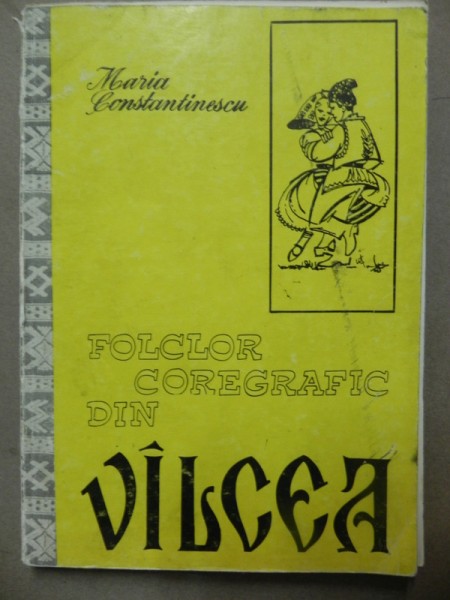 Maria
Constantinescu
FOLCLOR
COREGRAFIC
DIN
VÎLCEA